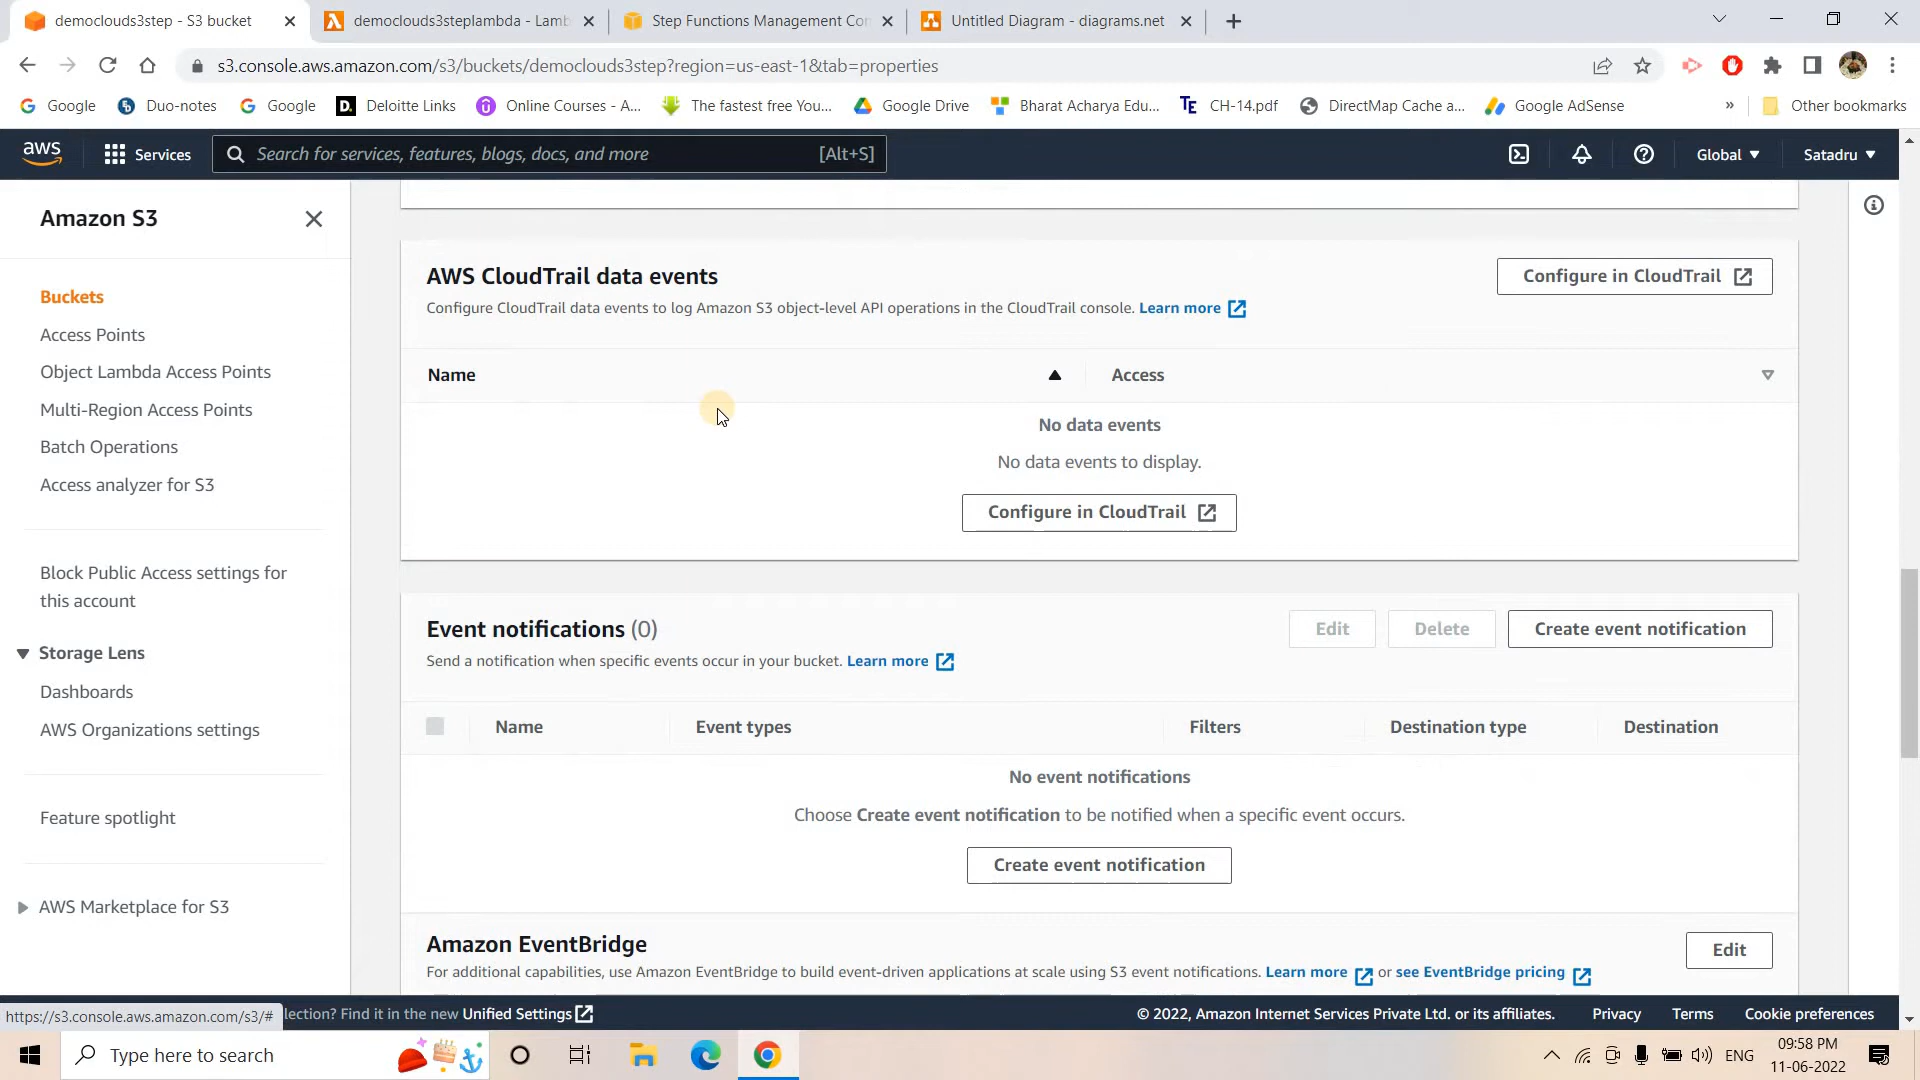 democlouds3step - S3 bucket
democlouds3steplambda - Lamb
Step Functions Management Con
Untitled Diagram - diagrams.net
s3.console.aws.amazon.com/s3/buckets/democlouds3step?region=us-east-1&tab=properties
Google
Duo-notes
Google
Deloitte Links
Online Courses - A...
The fastest free You...
Google Drive
Bharat Acharya Edu...
CH-14.pdf
DirectMap Cache a...
Google AdSense
»
Other bookmarks
aws
Services
Search for services, features, blogs, docs, and more
[Alt+S]
Global
Satadru
Amazon S3
Buckets
Access Points
Object Lambda Access Points
Multi-Region Access Points
Batch Operations
Access analyzer for S3
Block Public Access settings for
this account
Storage Lens
Dashboards
AWS Organizations settings
Feature spotlight
AWS Marketplace for S3
AWS CloudTrail data events
Configure in CloudTrail
Configure CloudTrail data events to log Amazon S3 object-level API operations in the CloudTrail console. Learn more
Name
Access
No data events
No data events to display.
Configure in CloudTrail
Event notifications (0)
Edit
Delete
Create event notification
Send a notification when specific events occur in your bucket. Learn more
Name
Event types
Filters
Destination type
Destination
No event notifications
Choose Create event notification to be notified when a specific event occurs.
Create event notification
Amazon EventBridge
Edit
For additional capabilities, use Amazon EventBridge to build event-driven applications at scale using S3 event notifications. Learn more or see EventBridge pricing
https://s3.console.aws.amazon.com/s3/#
lection? Find it in the new Unified Settings
© 2022, Amazon Internet Services Private Ltd. or its affiliates.
Privacy
Terms
Cookie preferences
Type here to search
ENG
09:58 PM
11-06-2022